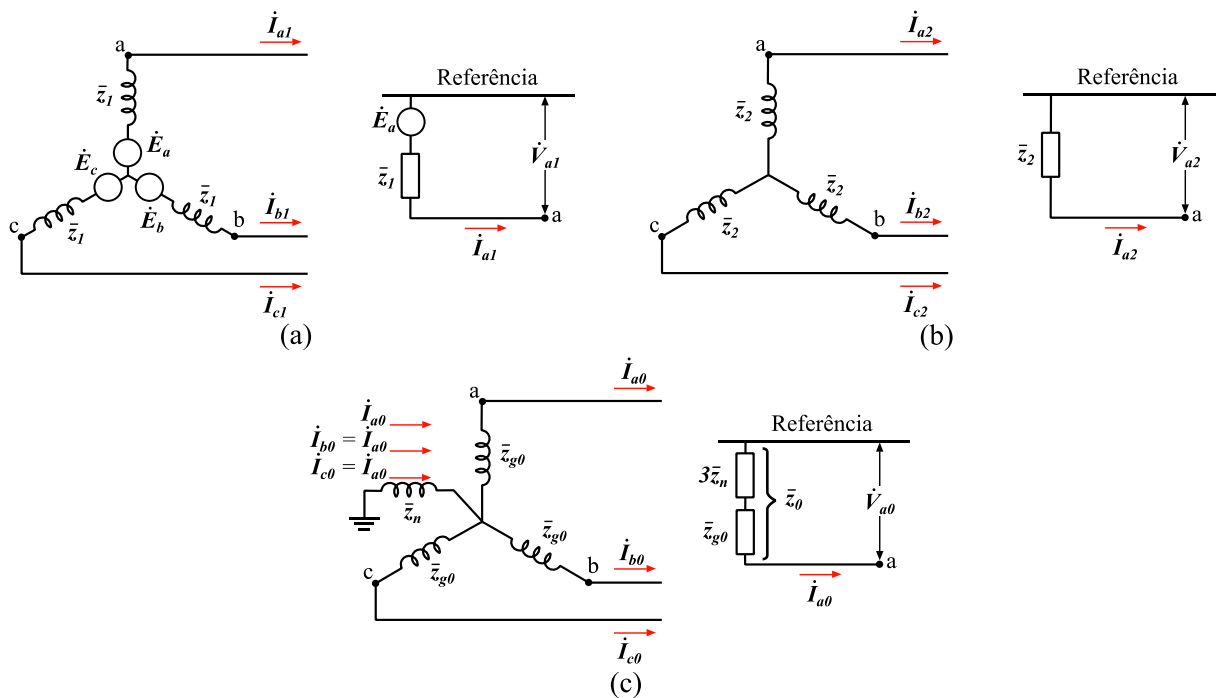 İa1
a
z̄1
Ėa
Ėc
z̄1
Ėb
z̄1
c
b
İb1
İc1
Referência
Ėa
z̄1
V̇a1
a
İa1
(a)
İa2
a
z̄2
z̄2
z̄2
c
b
İb2
İc2
Referência
z̄2
V̇a2
a
İa2
(b)
İa0
a
İa0
İb0 = İa0
İc0 = İa0
z̄g0
z̄n
z̄g0
z̄g0
c
b
İb0
İc0
Referência
3z̄n
z̄g0
z̄0
V̇a0
a
İa0
(c)